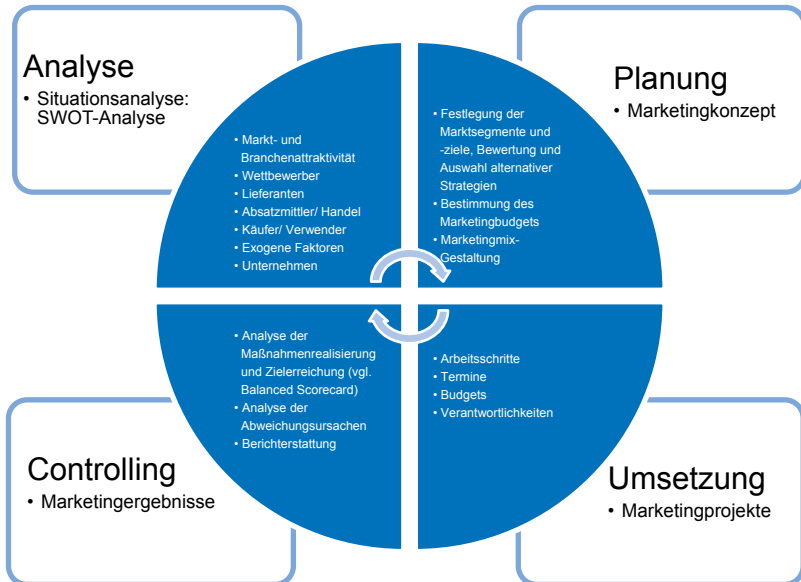 Analyse
• Situationsanalyse:
SWOT-Analyse
• Markt- und
Branchenattraktivität
• Wettbewerber
• Lieferanten
• Absatzmittler/ Handel
• Käufer/ Verwender
• Exogene Faktoren
• Unternehmen
Planung
• Marketingkonzept
• Festlegung der
Marktsegmente und
-ziele, Bewertung und
Auswahl alternativer
Strategien
• Bestimmung des
Marketingbudgets
• Marketingmix-
Gestaltung
Controlling
• Marketingergebnisse
• Analyse der
Maßnahmenrealisierung
und Zielerreichung (vgl.
Balanced Scorecard)
• Analyse der
Abweichungsursachen
• Berichterstattung
Umsetzung
• Marketingprojekte
• Arbeitsschritte
• Termine
• Budgets
• Verantwortlichkeiten